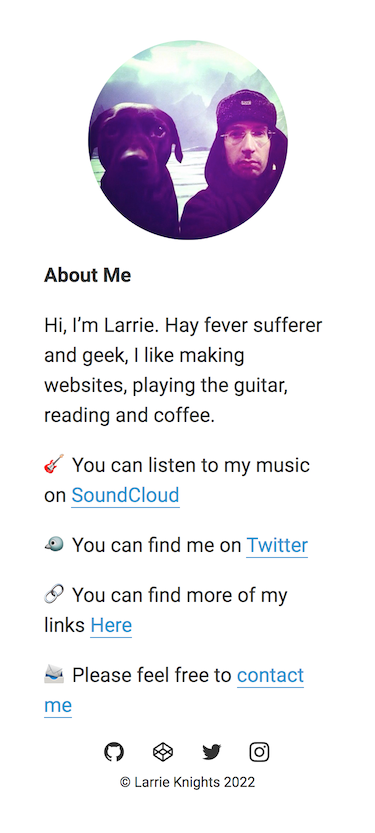 About Me
Hi, I’m Larrie. Hay fever sufferer
and geek, I like making
websites, playing the guitar,
reading and coffee.
🎸 You can listen to my music
on SoundCloud
🐦 You can find me on Twitter
🔗 You can find more of my
links Here
📨 Please feel free to contact
me
© Larrie Knights 2022